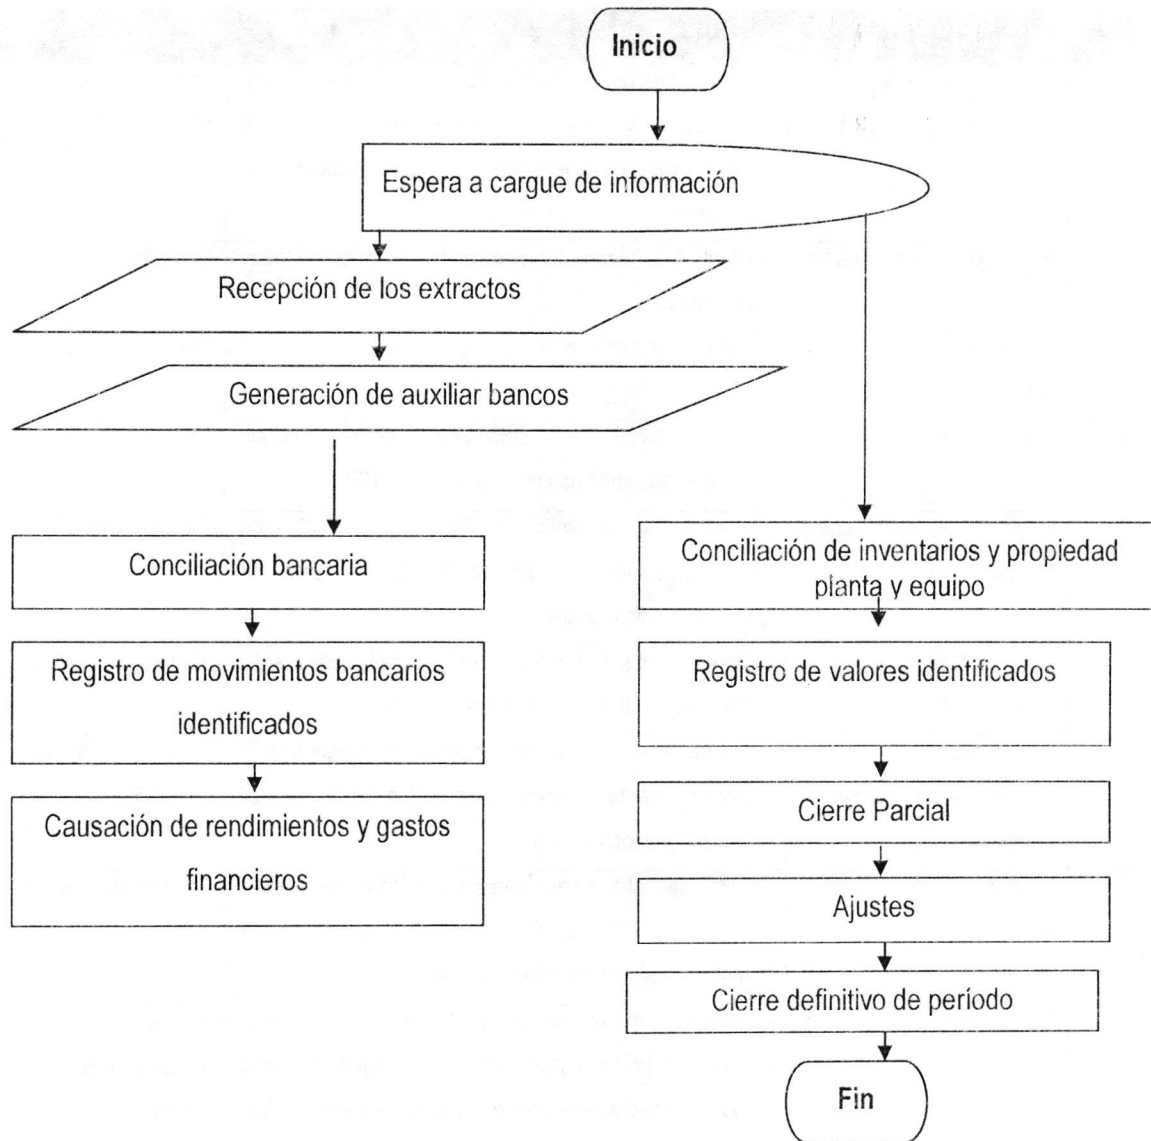 Inicio
Espera a cargue de información
Recepción de los extractos
Generación de auxiliar bancos
Conciliación bancaria
Registro de movimientos bancarios
identificados
Causación de rendimientos y gastos
financieros
Conciliación de inventarios y propiedad
planta y equipo
Registro de valores identificados
Cierre Parcial
Ajustes
Cierre definitivo de período
Fin